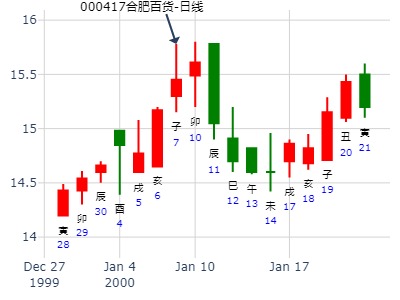 000417合肥百货-日线
16
15.5
15
14.5
14
寅
28
卯
29
辰
30
酉
4
戌
5
亥
6
子
7
卯
10
辰
11
巳
12
午
13
未
14
戌
17
亥
18
子
19
丑
20
寅
21
Dec 27
1999
Jan 4
2000
Jan 10
Jan 17